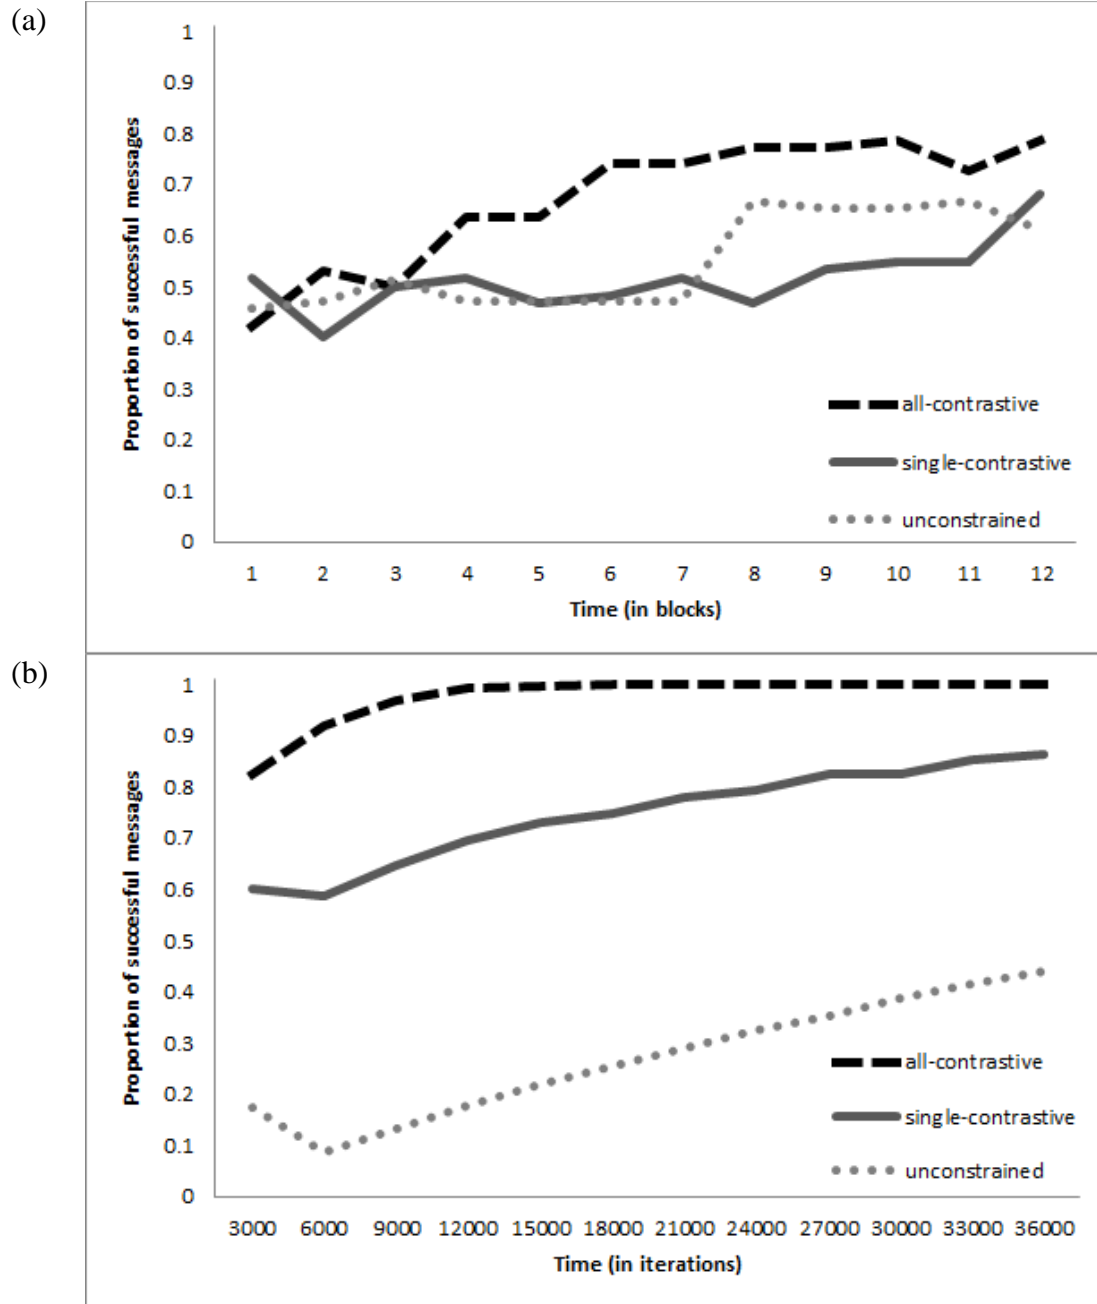 (a)
Proportion of successful messages
1
0.9
0.8
0.7
0.6
0.5
0.4
0.3
0.2
0.1
0
all-contrastive
single-contrastive
unconstrained
1 2 3 4 5 6 7 8 9 10 11 12
Time (in blocks)
(b)
Proportion of successful messages
1
0.9
0.8
0.7
0.6
0.5
0.4
0.3
0.2
0.1
0
all-contrastive
single-contrastive
unconstrained
3000 6000 9000 12000 15000 18000 21000 24000 27000 30000 33000 36000
Time (in iterations)